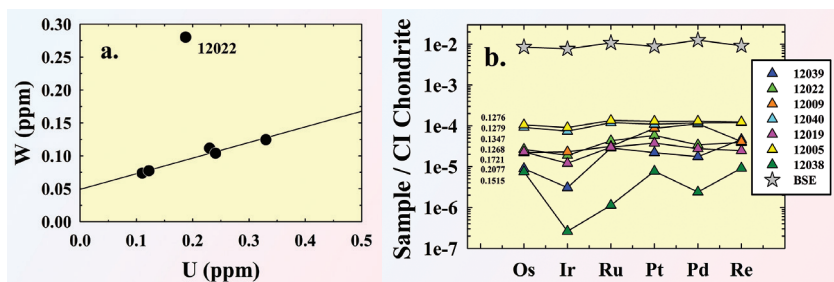 a.
12022
W (ppm)
0.30
0.25
0.20
0.15
0.10
0.05
0.00
0.0 0.1 0.2 0.3 0.4 0.5
U (ppm)
b.
Sample / CI Chondrite
1e-2
1e-3
1e-4
1e-5
1e-6
1e-7
0.1276
0.1279
0.1347
0.1268
0.1721
0.2077
0.1515
Os Ir Ru Pt Pd Re
12039
12022
12009
12040
12019
12005
12038
BSE